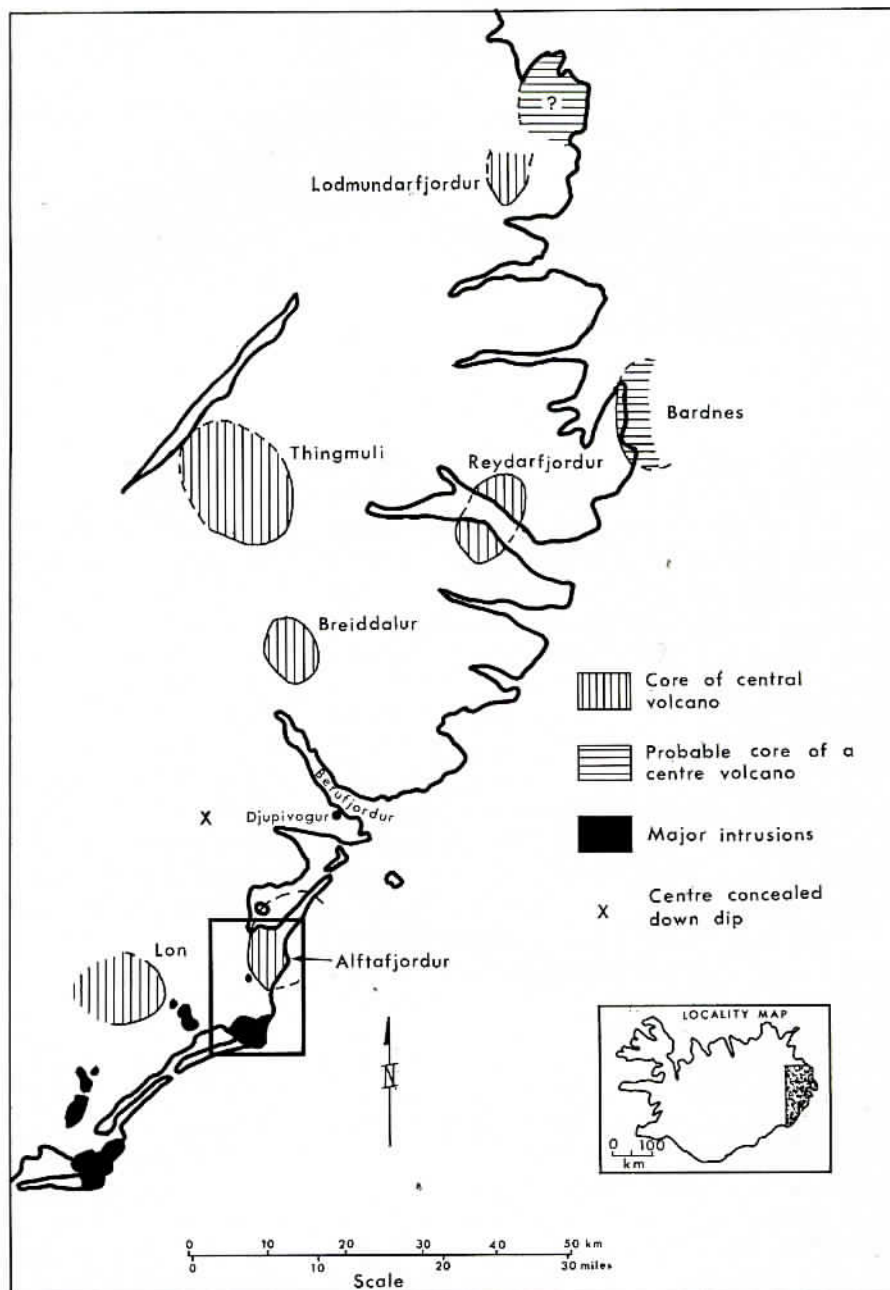 ?
Lodmundarfjordur
Bardnes
Thingmuli
Reydarfjordur
Breiddalur
Core of central
volcano
Probable core of a
centre volcano
Berufjordur
X
Djupivogur
Major intrusions
X
Centre concealed
down dip
Lon
Alftafjordur
N
LOCALITY MAP
0 100
km
0 10 20 30 40 50 km
0 10 20 30 miles
Scale